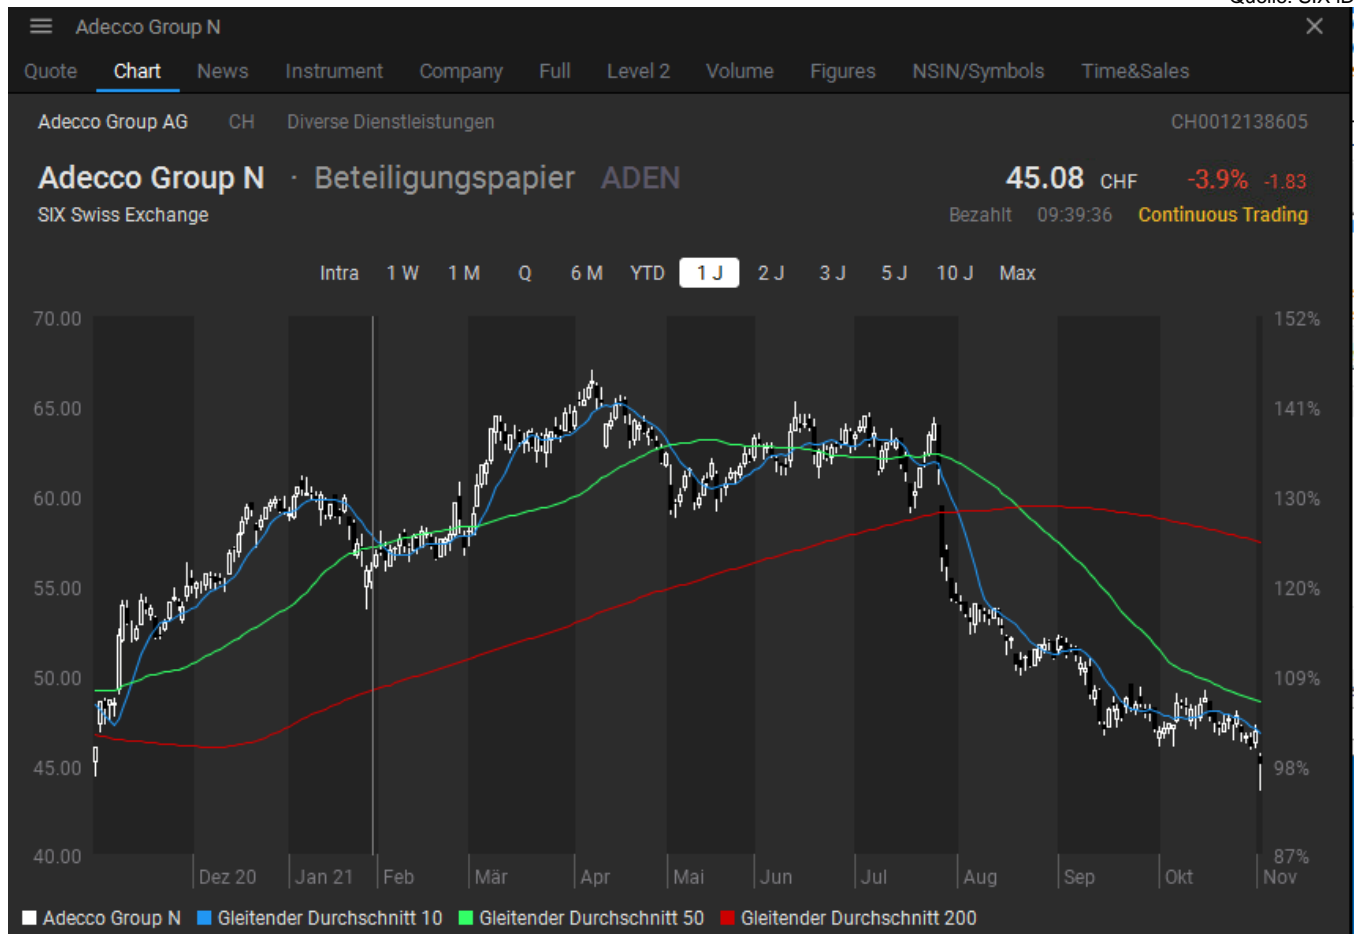 Quelle: SIX iD
Adecco Group N
Quote Chart News Instrument Company Full Level 2 Volume Figures NSIN/Symbols Time&Sales
Adecco Group AG CH Diverse Dienstleistungen CH0012138605
Adecco Group N · Beteiligungspapier ADEN 45.08 CHF -3.9% -1.83
SIX Swiss Exchange Bezahlt 09:39:36 Continuous Trading
Intra 1 W 1 M Q 6 M YTD 1 J 2 J 3 J 5 J 10 J Max
70.00 152%
65.00 141%
60.00 130%
55.00 120%
50.00 109%
45.00 98%
40.00 87%
Dez 20 Jan 21 Feb Mär Apr Mai Jun Jul Aug Sep Okt Nov
Adecco Group N Gleitender Durchschnitt 10 Gleitender Durchschnitt 50 Gleitender Durchschnitt 200